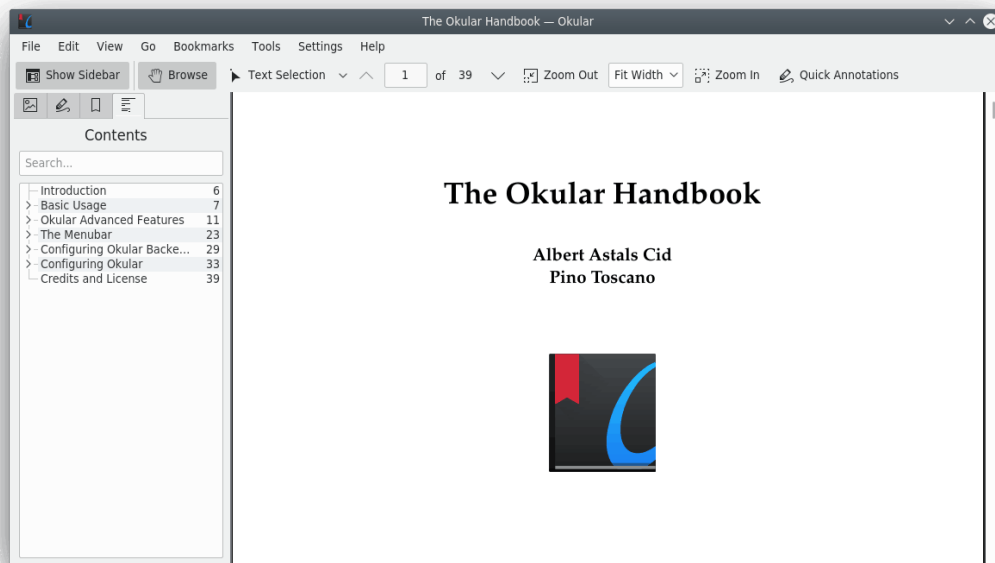 The Okular Handbook — Okular
File Edit View Go Bookmarks Tools Settings Help
Show Sidebar Browse Text Selection 1 of 39 Zoom Out Fit Width Zoom In Quick Annotations
Contents
Search...
Introduction 6
Basic Usage 7
Okular Advanced Features 11
The Menubar 23
Configuring Okular Backe... 29
Configuring Okular 33
Credits and License 39
The Okular Handbook
Albert Astals Cid
Pino Toscano